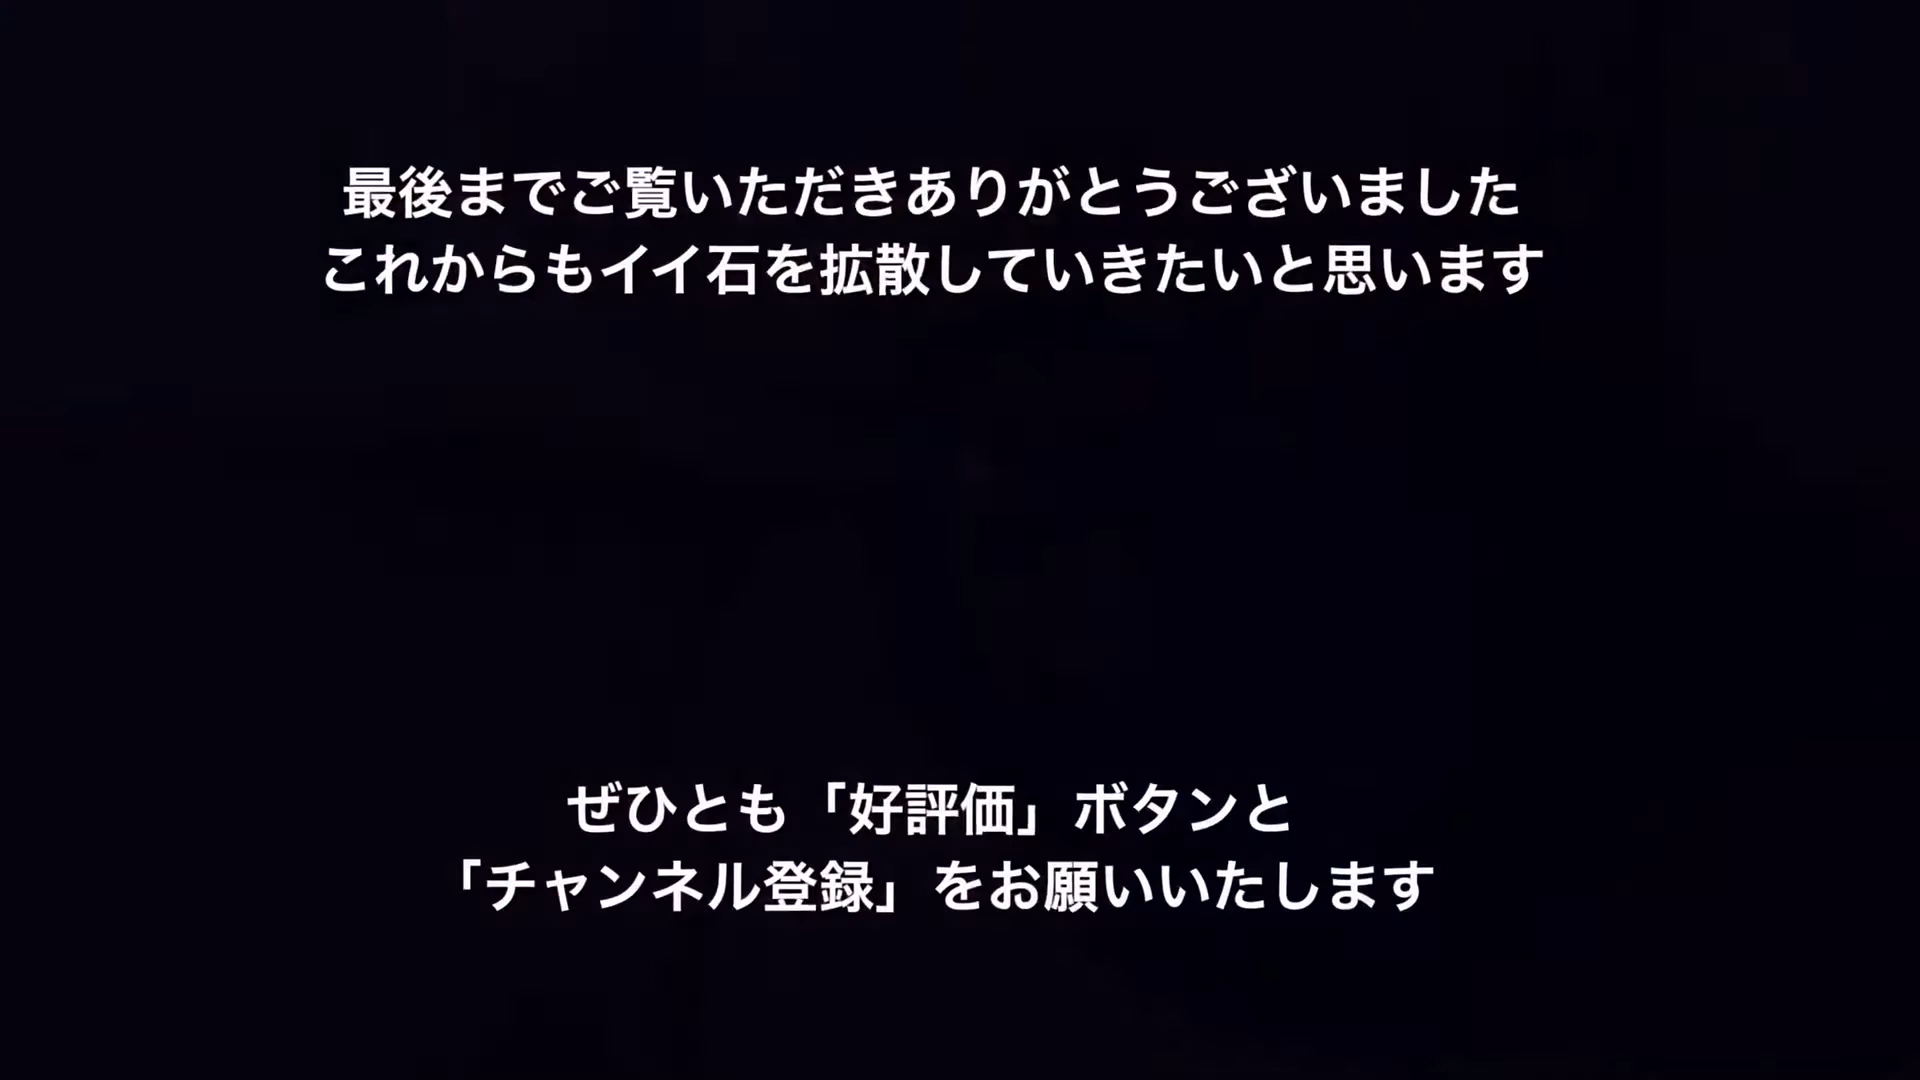 最後までご覧いただきありがとうございました
これからもイイ石を拡散していきたいと思います
ぜひとも「好評価」ボタンと
「チャンネル登録」をお願いいたします